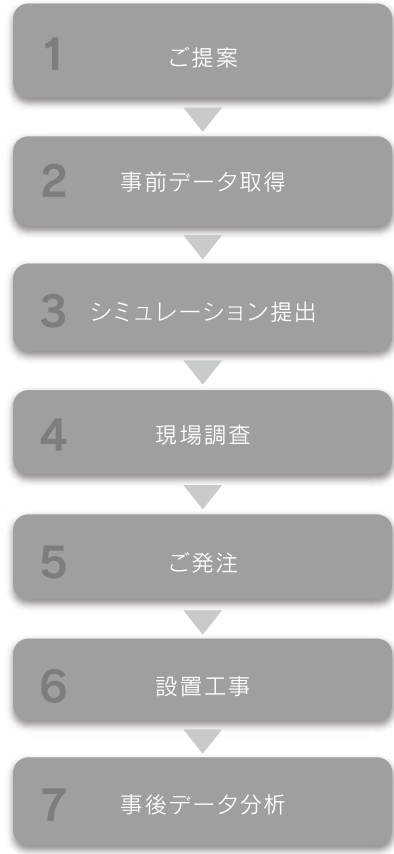 1 ご提案
2 事前データ取得
3 シミュレーション提出
4 現場調査
5 ご発注
6 設置工事
7 事後データ分析